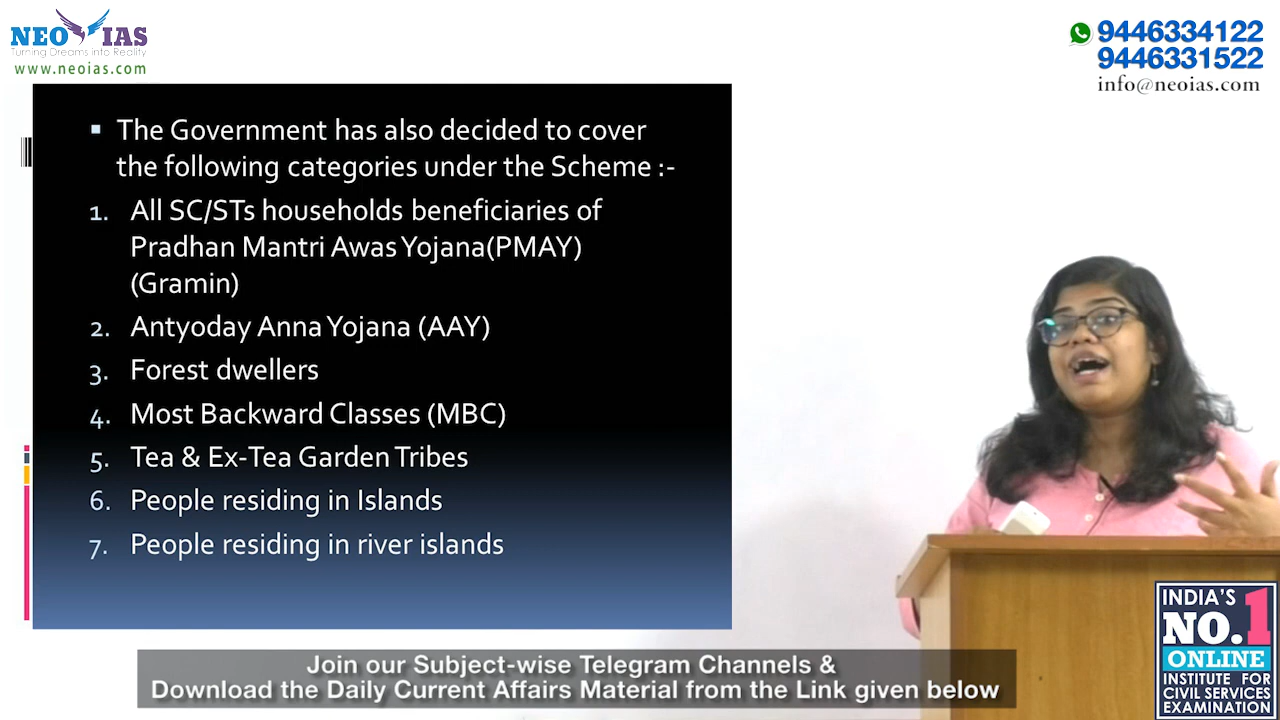 NEO IAS
Turning Dreams into Reality
www.neoias.com
9446334122
9446331522
info@neoias.com
▪ The Government has also decided to cover
the following categories under the Scheme :-
1. All SC/STs households beneficiaries of
Pradhan Mantri Awas Yojana(PMAY)
(Gramin)
2. Antyoday Anna Yojana (AAY)
3. Forest dwellers
4. Most Backward Classes (MBC)
5. Tea & Ex-Tea Garden Tribes
6. People residing in Islands
7. People residing in river islands
INDIA'S
NO.1
ONLINE
INSTITUTE FOR
CIVIL SERVICES
EXAMINATION
Join our Subject-wise Telegram Channels &
Download the Daily Current Affairs Material from the Link given below